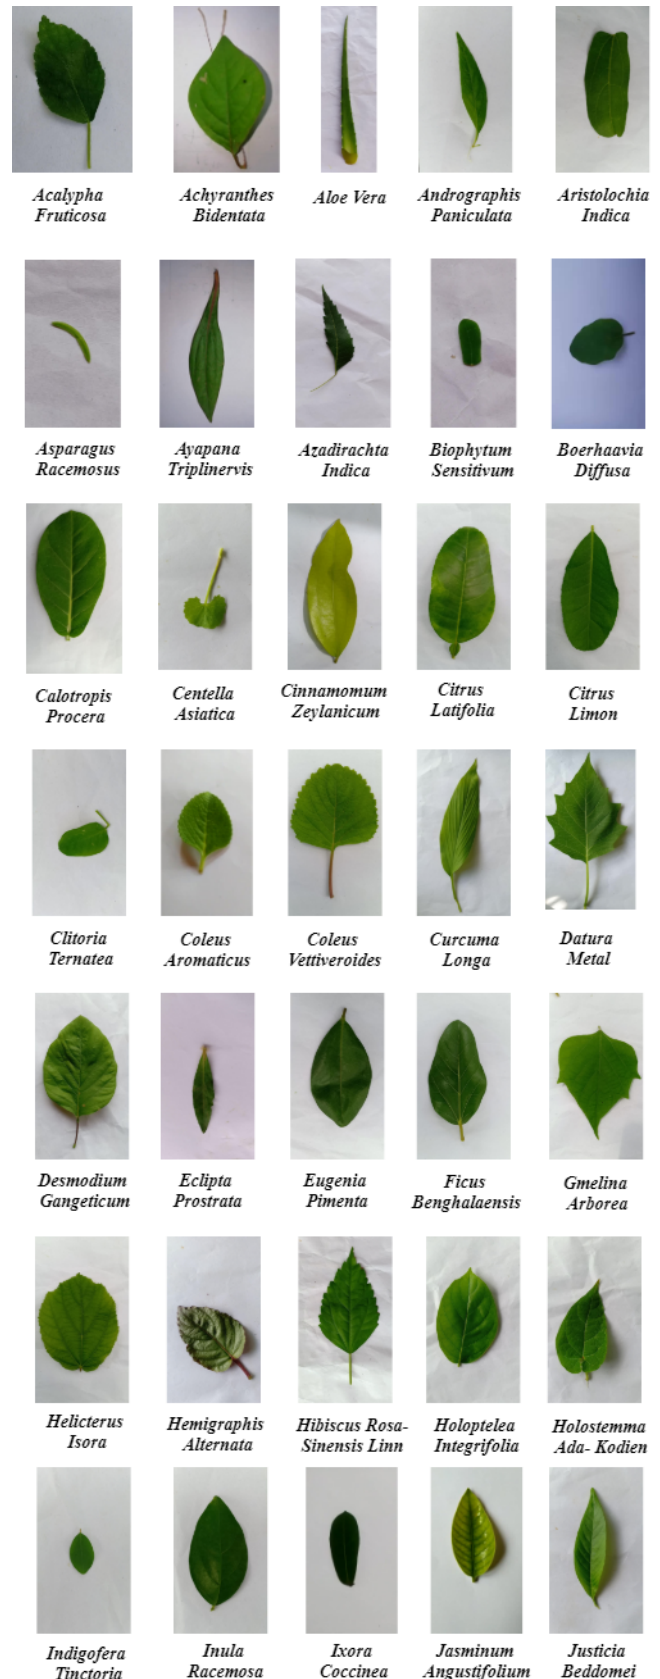 Acalypha
Fruticosa
Achyranthes
Bidentata
Aloe Vera
Andrographis
Paniculata
Aristolochia
Indica
Asparagus
Racemosus
Ayapana
Triplinervis
Azadirachta
Indica
Biophytum
Sensitivum
Boerhaavia
Diffusa
Calotropis
Procera
Centella
Asiatica
Cinnamomum
Zeylanicum
Citrus
Latifolia
Citrus
Limon
Clitoria
Ternatea
Coleus
Aromaticus
Coleus
Vettiveroides
Curcuma
Longa
Datura
Metal
Desmodium
Gangeticum
Eclipta
Prostrata
Eugenia
Pimenta
Ficus
Benghalaensis
Gmelina
Arborea
Helicterus
Isora
Hemigraphis
Alternata
Hibiscus Rosa-
Sinensis Linn
Holoptelea
Integrifolia
Holostemma
Ada- Kodien
Indigofera
Tinctoria
Inula
Racemosa
Ixora
Coccinea
Jasminum
Angustifolium
Justicia
Beddomei